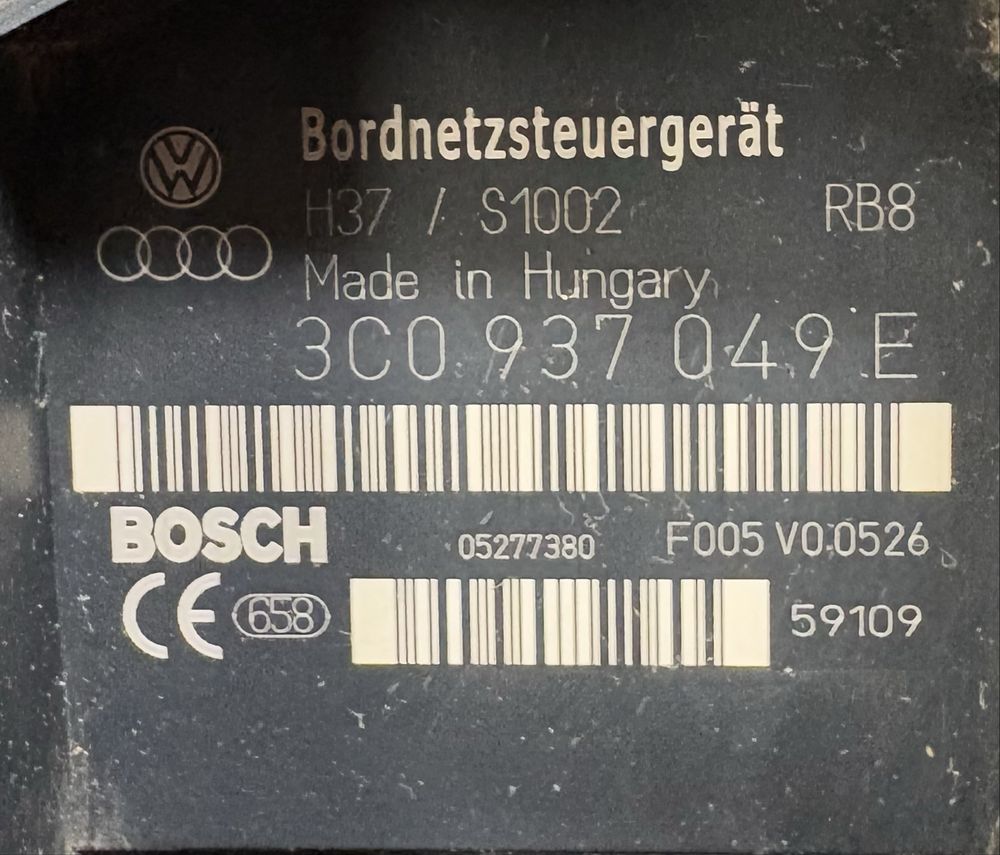 Bordnetzsteuergerät
H37 / S1002 RB8
Made in Hungary
3C0 937 049 E
BOSCH 05277380 F005 V0.0526
CE 658 59109